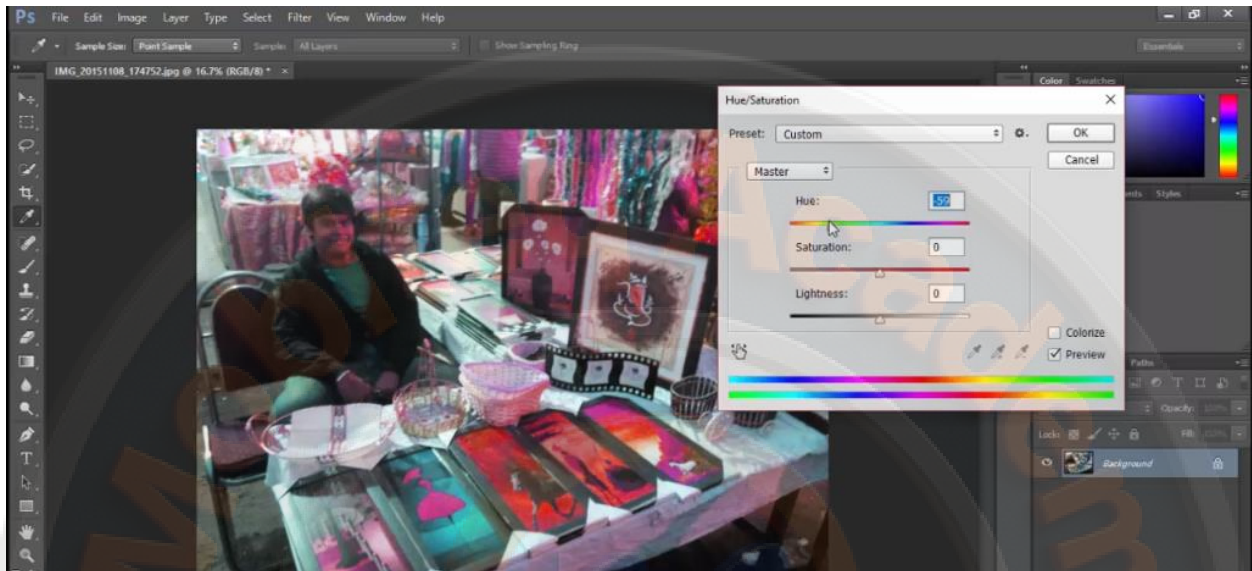 Ps File Edit Image Layer Type Select Filter View Window Help
Sample Size: Point Sample Sample: All Layers Show Sampling Ring Essentials
IMG_20151108_174752.jpg @ 16.7% (RGB/8) * ×
Color Swatches
Hue/Saturation
Preset: Custom
OK
Cancel
Master
Hue: -59
Saturation: 0
Lightness: 0
Colorize
Preview
Styles
Paths
Opacity:
Lock: Fill:
Background